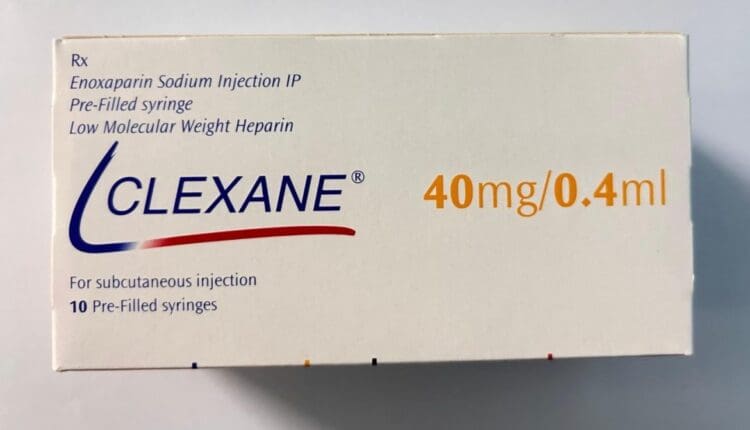 Rx
Enoxaparin Sodium Injection IP
Pre-Filled syringe
Low Molecular Weight Heparin
CLEXANE®
40mg/0.4ml
For subcutaneous injection
10 Pre-Filled syringes